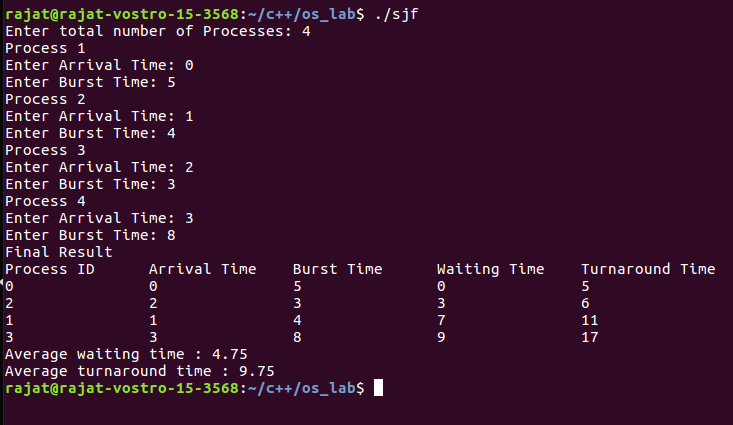 rajat@rajat-vostro-15-3568:~/c++/os_lab$ ./sjf
Enter total number of Processes: 4
Process 1
Enter Arrival Time: 0
Enter Burst Time: 5
Process 2
Enter Arrival Time: 1
Enter Burst Time: 4
Process 3
Enter Arrival Time: 2
Enter Burst Time: 3
Process 4
Enter Arrival Time: 3
Enter Burst Time: 8
Final Result
Process ID      Arrival Time    Burst Time      Waiting Time    Turnaround Time
0               0               5               0               5
2               2               3               3               6
1               1               4               7               11
3               3               8               9               17
Average waiting time : 4.75
Average turnaround time : 9.75
rajat@rajat-vostro-15-3568:~/c++/os_lab$